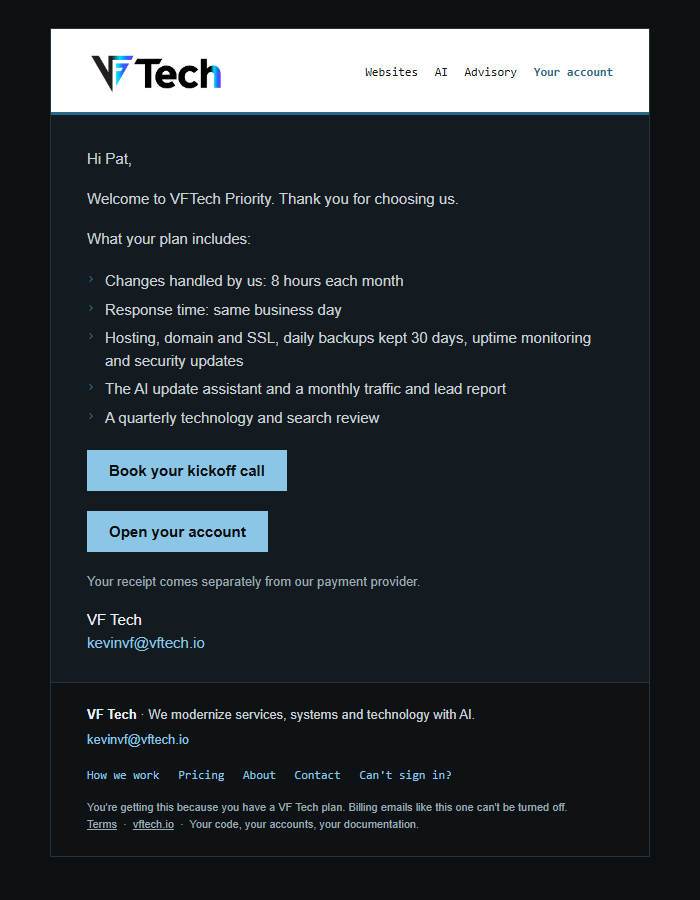 VF Tech
Websites AI Advisory Your account
Hi Pat,
Welcome to VFTech Priority. Thank you for choosing us.
What your plan includes:
› Changes handled by us: 8 hours each month
› Response time: same business day
› Hosting, domain and SSL, daily backups kept 30 days, uptime monitoring
and security updates
› The AI update assistant and a monthly traffic and lead report
› A quarterly technology and search review
Book your kickoff call
Open your account
Your receipt comes separately from our payment provider.
VF Tech
kevinvf@vftech.io
VF Tech · We modernize services, systems and technology with AI.
kevinvf@vftech.io
How we work Pricing About Contact Can’t sign in?
You're getting this because you have a VF Tech plan. Billing emails like this one can't be turned off.
Terms · vftech.io · Your code, your accounts, your documentation.